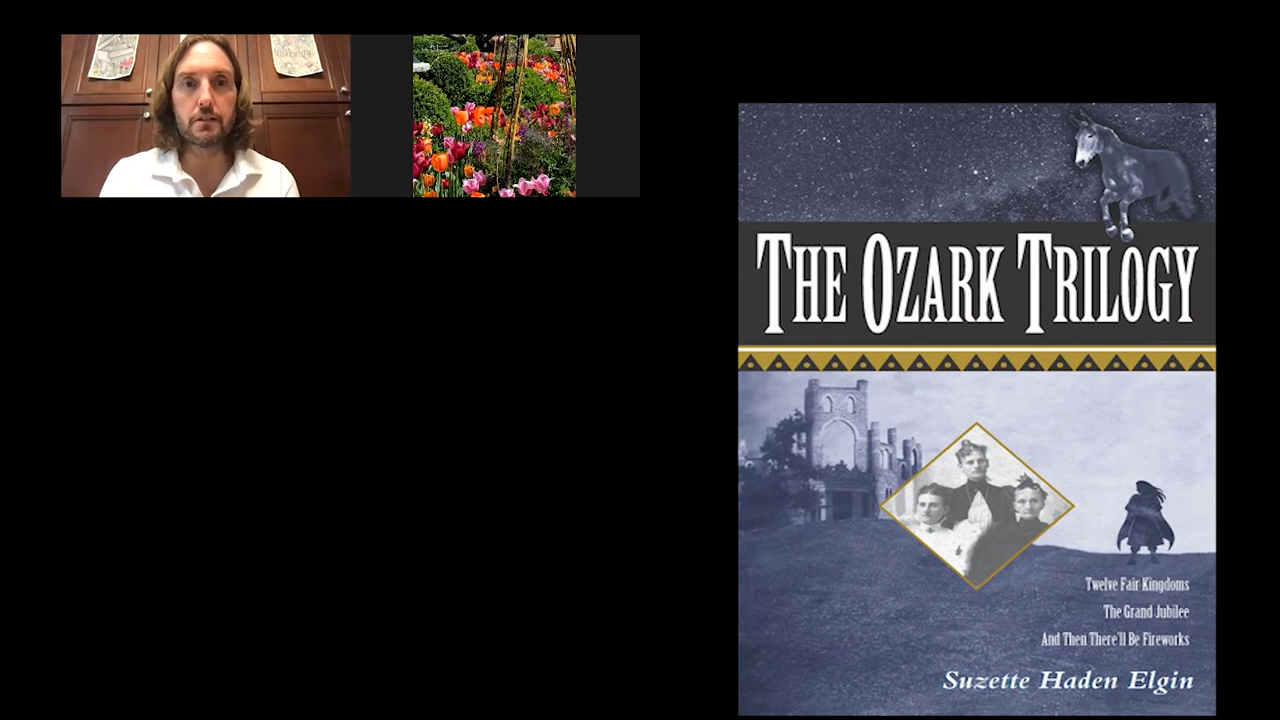 THE OZARK TRILOGY
Twelve Fair Kingdoms
The Grand Jubilee
And Then There'll Be Fireworks
Suzette Haden Elgin